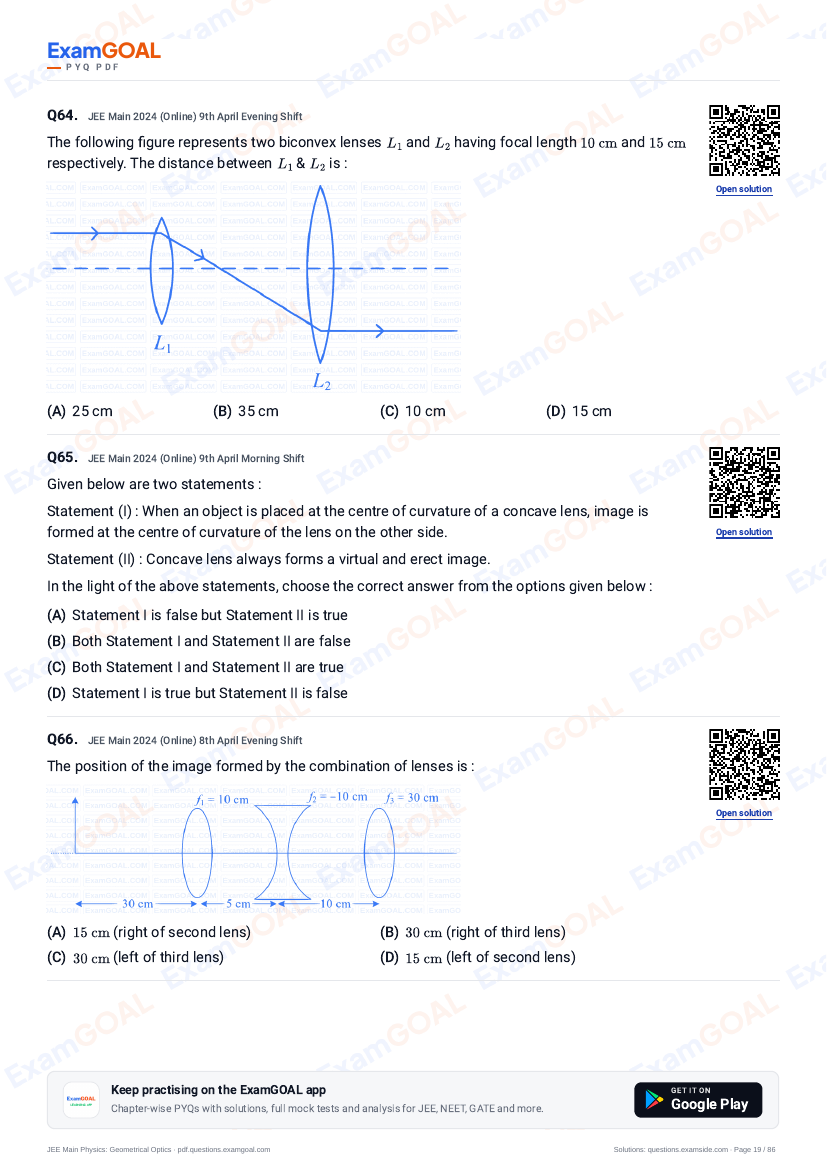 ExamGOAL
PYQ PDF
Q64. JEE Main 2024 (Online) 9th April Evening Shift
The following figure represents two biconvex lenses L₁ and L₂ having focal length 10 cm and 15 cm
respectively. The distance between L₁ & L₂ is :
Open solution
L₁
L₂
(A) 25 cm (B) 35 cm (C) 10 cm (D) 15 cm
Q65. JEE Main 2024 (Online) 9th April Morning Shift
Given below are two statements :
Statement (I) : When an object is placed at the centre of curvature of a concave lens, image is
formed at the centre of curvature of the lens on the other side.
Open solution
Statement (II) : Concave lens always forms a virtual and erect image.
In the light of the above statements, choose the correct answer from the options given below :
(A) Statement I is false but Statement II is true
(B) Both Statement I and Statement II are false
(C) Both Statement I and Statement II are true
(D) Statement I is true but Statement II is false
Q66. JEE Main 2024 (Online) 8th April Evening Shift
The position of the image formed by the combination of lenses is :
Open solution
f₁ = 10 cm f₂ = −10 cm f₃ = 30 cm
30 cm 5 cm 10 cm
(A) 15 cm (right of second lens) (B) 30 cm (right of third lens)
(C) 30 cm (left of third lens) (D) 15 cm (left of second lens)
Keep practising on the ExamGOAL app
Chapter-wise PYQs with solutions, full mock tests and analysis for JEE, NEET, GATE and more.
GET IT ON
Google Play
JEE Main Physics: Geometrical Optics · pdf.questions.examgoal.com Solutions: questions.examside.com · Page 19 / 86